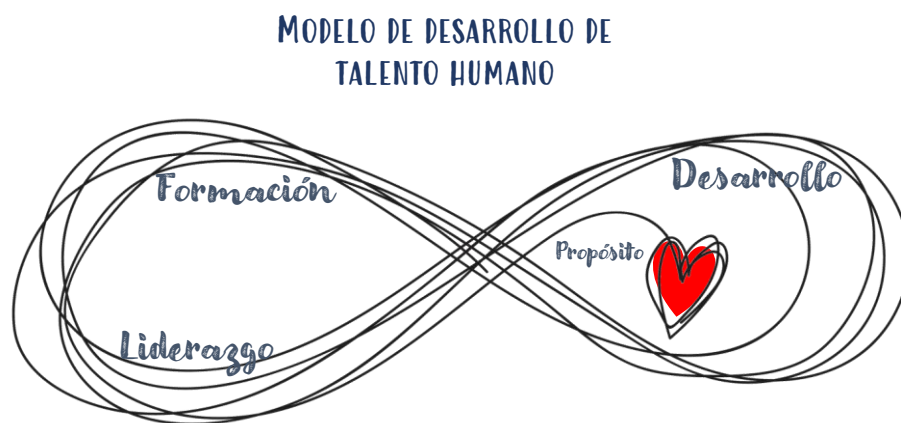 Modelo de desarrollo de
talento humano
Formación
Desarrollo
Propósito
Liderazgo